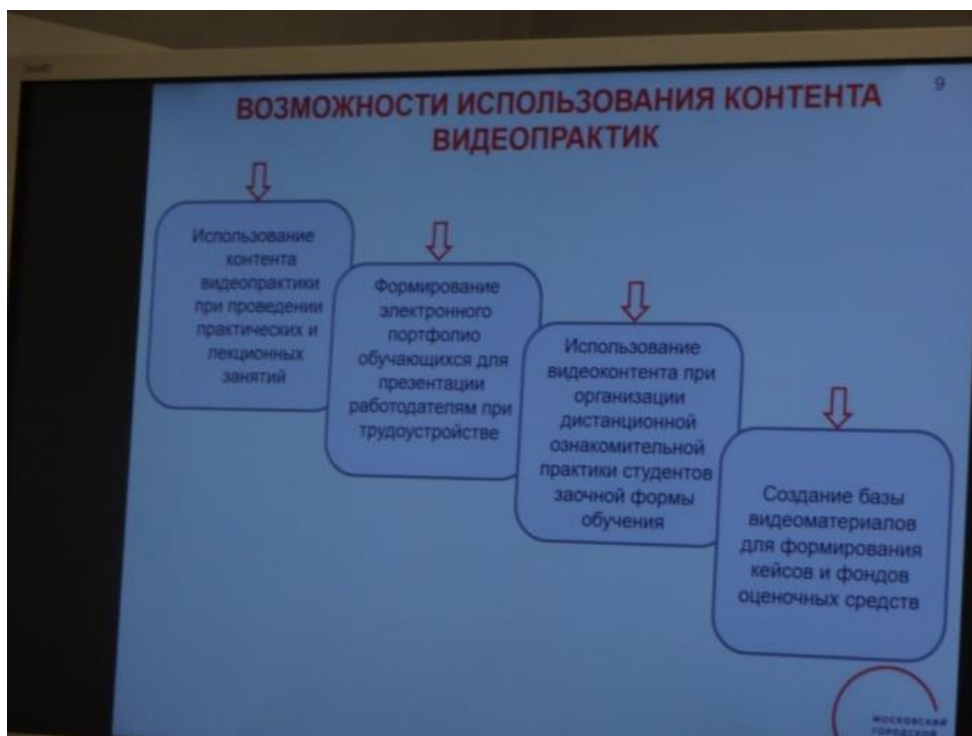 9
ВОЗМОЖНОСТИ ИСПОЛЬЗОВАНИЯ КОНТЕНТА
ВИДЕОПРАКТИК
Использование
контента
видеопрактики
при проведении
практических и
лекционных
занятий
Формирование
электронного
портфолио
обучающихся для
презентации
работодателям при
трудоустройстве
Использование
видеоконтента при
организации
дистанционной
ознакомительной
практики студентов
заочной формы
обучения
Создание базы
видеоматериалов
для формирования
кейсов и фондов
оценочных средств
МОСКОВСКИЙ
ГОРОДСКОЙ